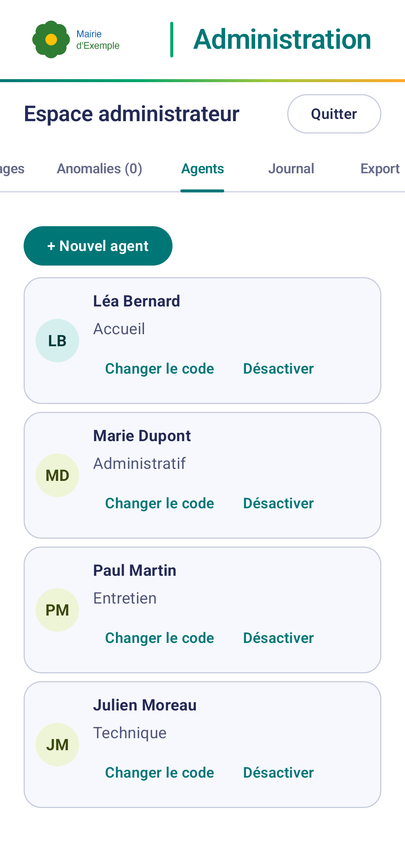 Mairie
d'Exemple
Administration
Espace administrateur
Quitter
Anomalies (0)
Agents
Journal
Export
+ Nouvel agent
LB
Léa Bernard
Accueil
Changer le code
Désactiver
MD
Marie Dupont
Administratif
Changer le code
Désactiver
PM
Paul Martin
Entretien
Changer le code
Désactiver
JM
Julien Moreau
Technique
Changer le code
Désactiver